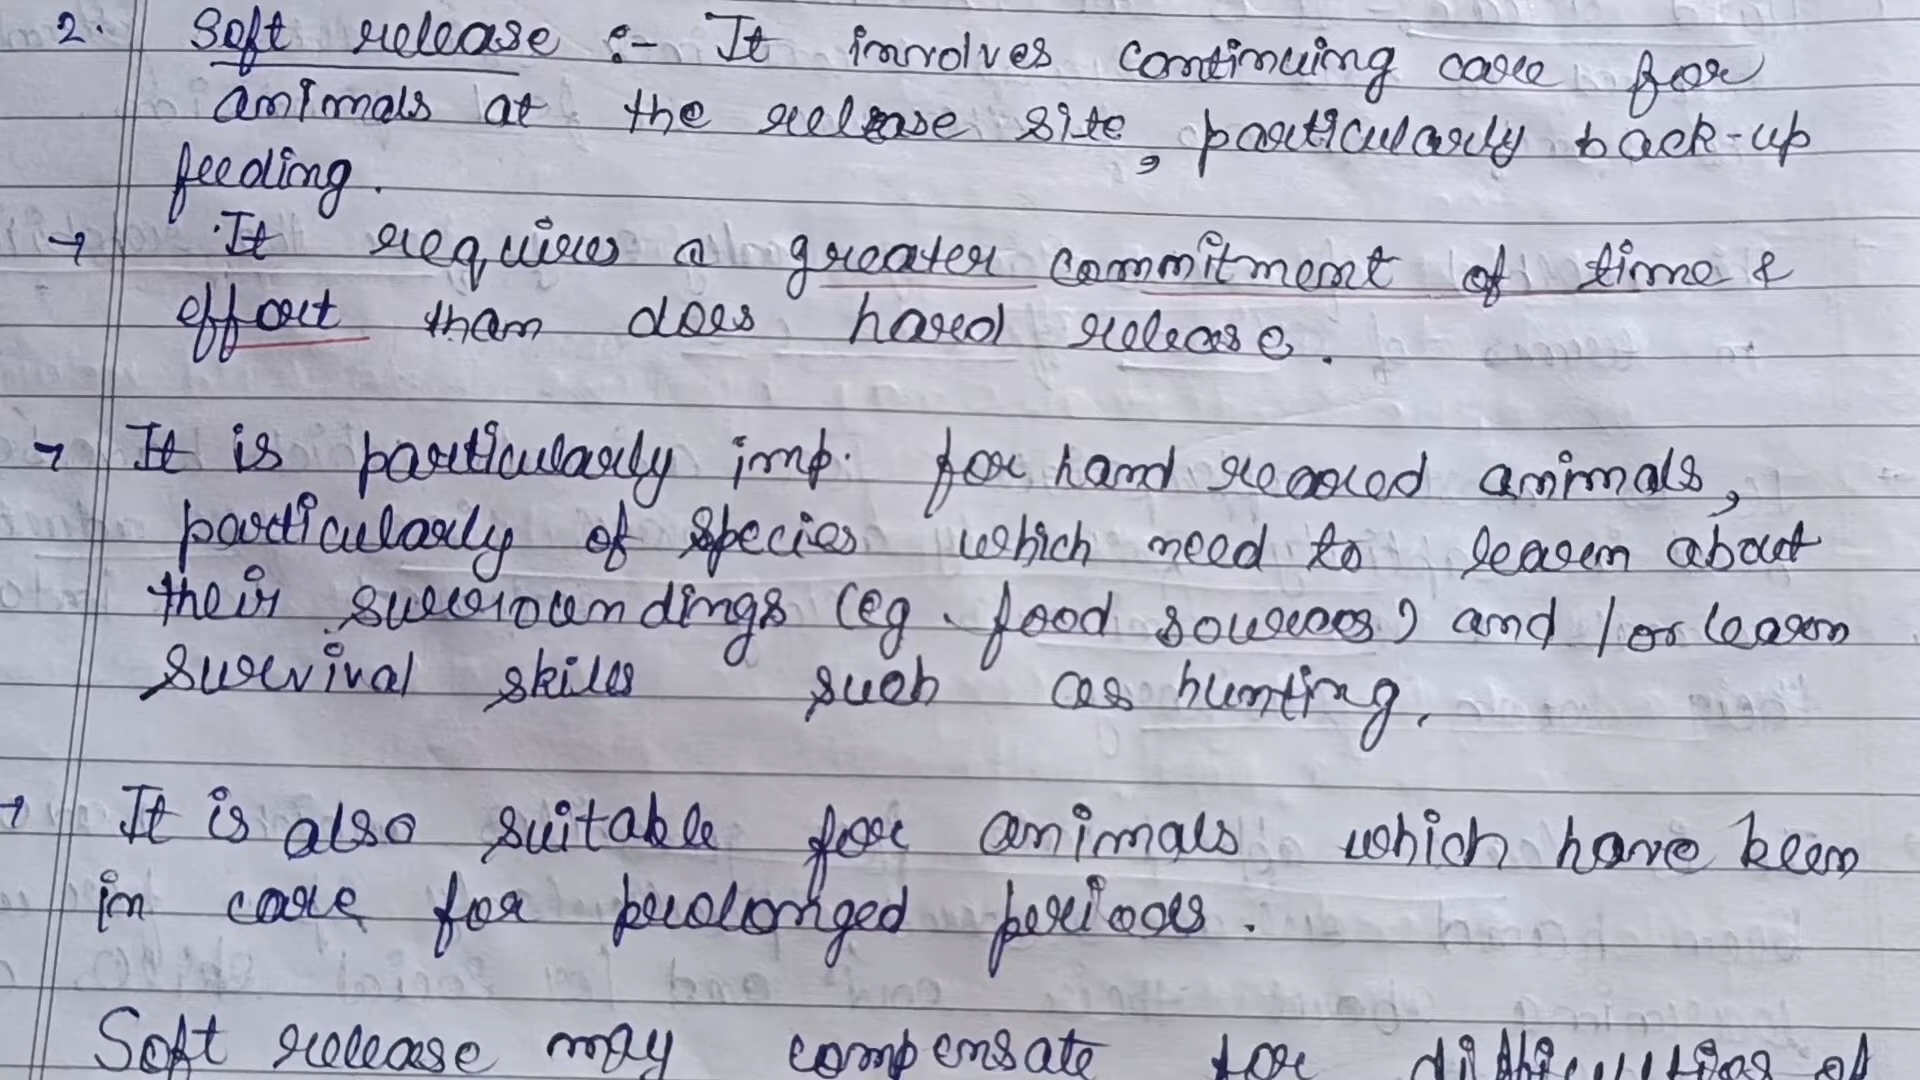 2. Soft release :- It involves continuing care for
animals at the release site, particularly back-up
feeding.
→ It requires a greater commitment of time &
effort than does hard release.
→ It is particularly imp. for hand reared animals,
particularly of species which need to learn about
their surroundings (eg. food sources) and /or learn
survival skills such as hunting.
→ It is also suitable for animals which have been
in care for prolonged periods.
Soft release may compensate for difficulties of